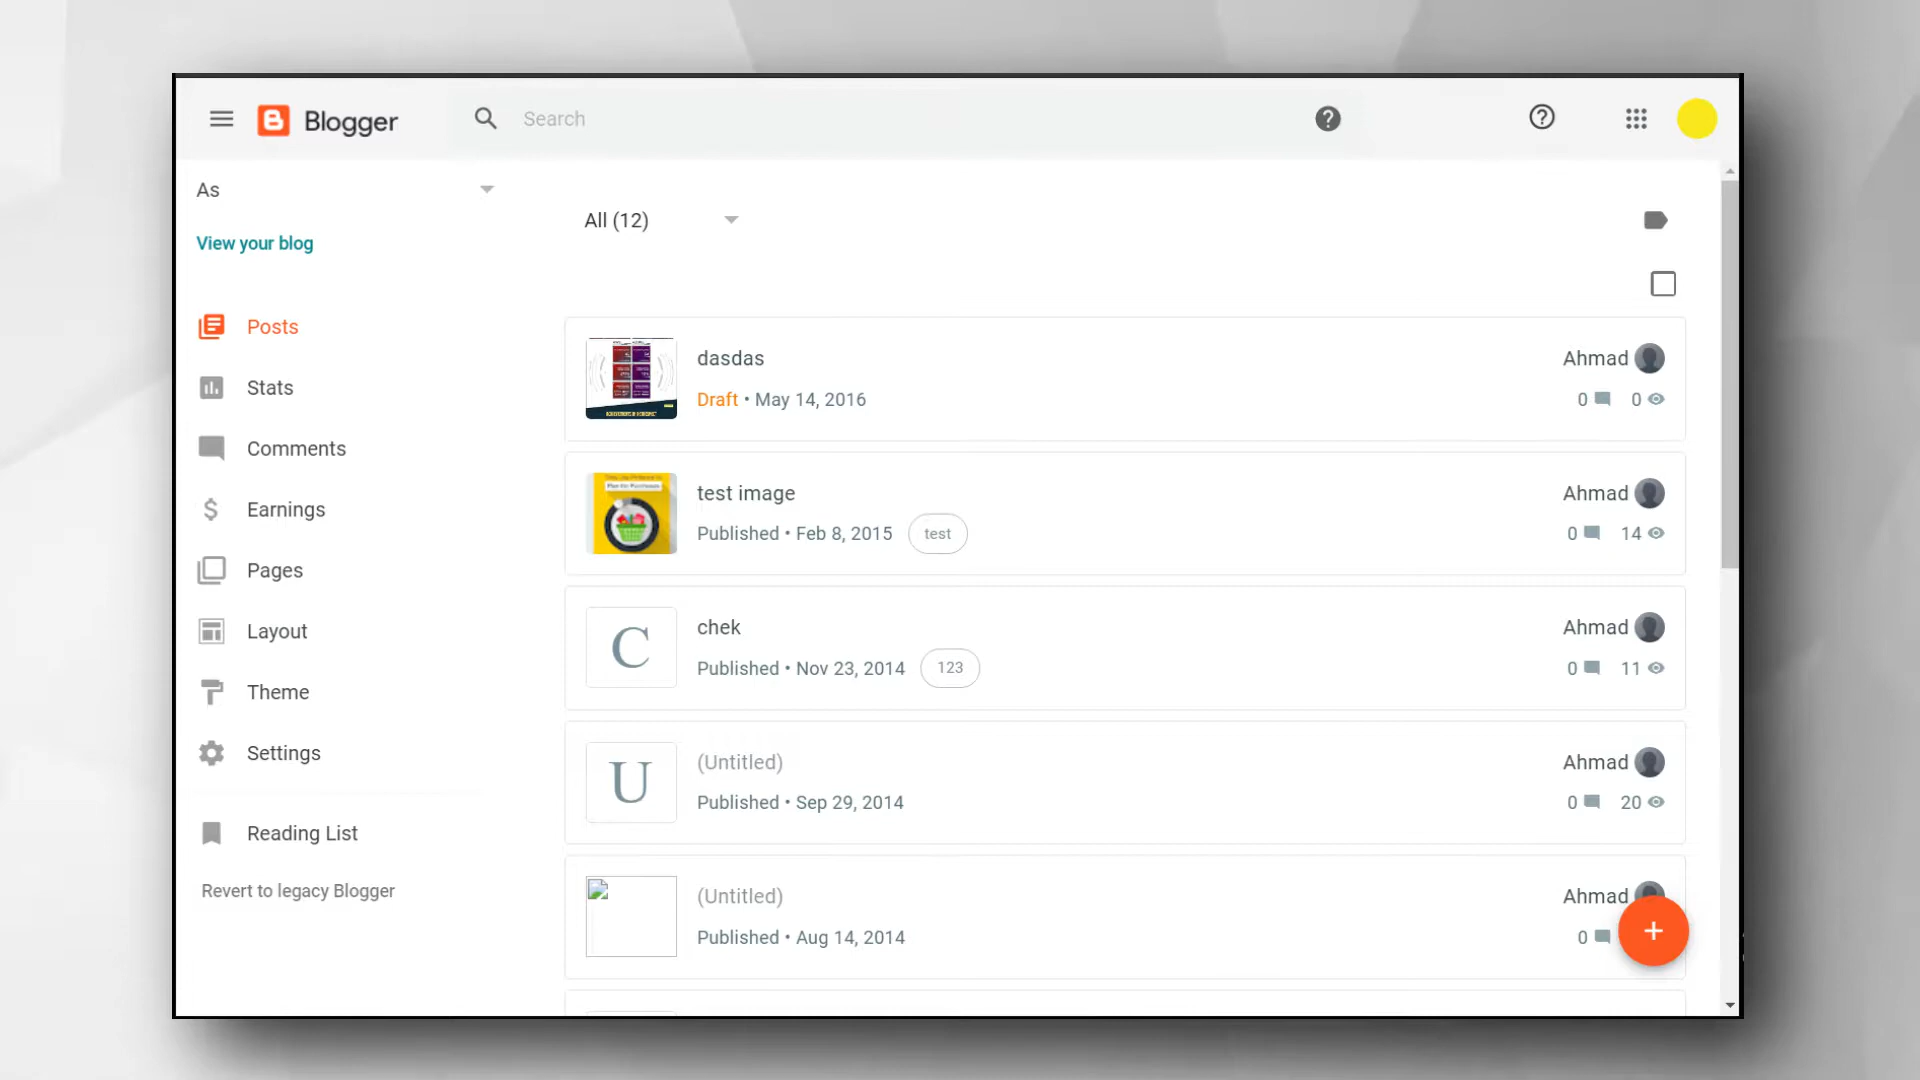 Blogger
Search
As
View your blog
All (12)
Posts
Stats
Comments
Earnings
Pages
Layout
Theme
Settings
Reading List
Revert to legacy Blogger
dasdas
Ahmad
Draft • May 14, 2016
0 0
test image
Ahmad
Published • Feb 8, 2015 test
0 14
C
chek
Ahmad
Published • Nov 23, 2014 123
0 11
U
(Untitled)
Ahmad
Published • Sep 29, 2014
0 20
(Untitled)
Ahmad
Published • Aug 14, 2014
0